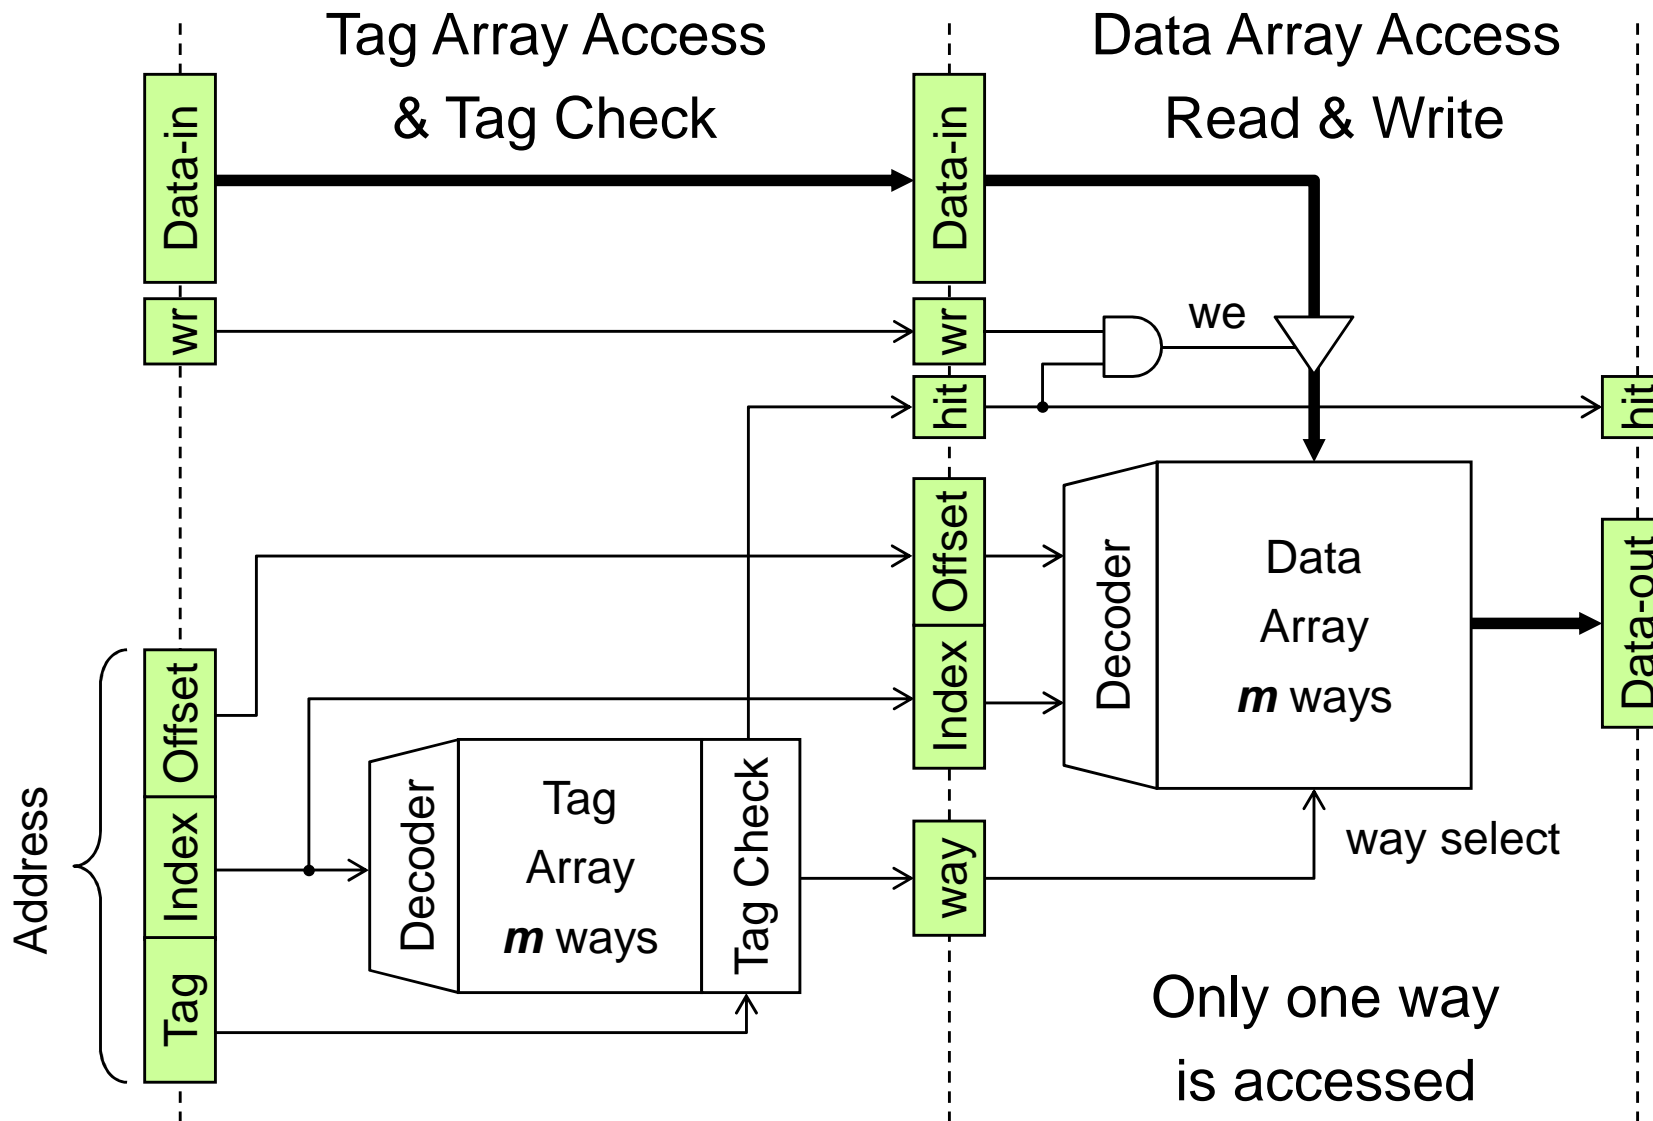 Tag Array Access
& Tag Check
Data Array Access
Read & Write
Data-in
Data-in
wr
wr
we
hit
hit
Offset
Index
Decoder
Data
Array
m ways
Data-out
Address
Offset
Index
Tag
Decoder
Tag
Array
m ways
Tag Check
way
way select
Only one way
is accessed